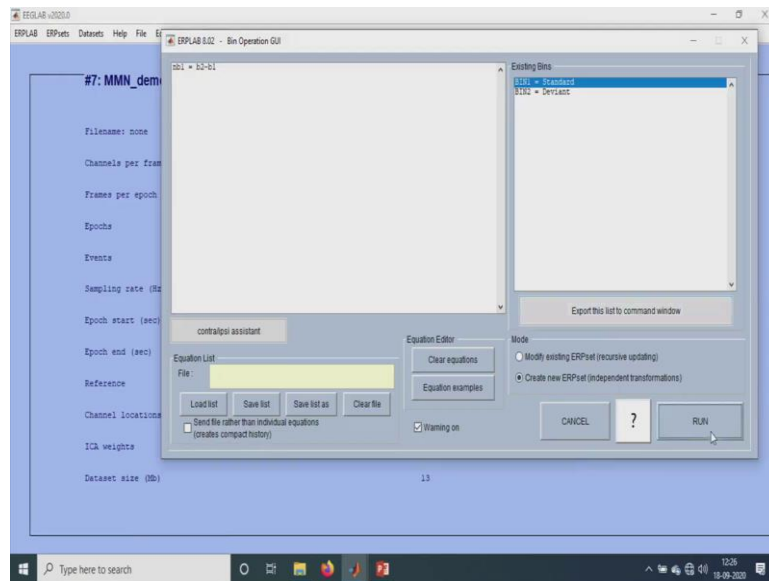 EEGLAB v2020.0
ERPLAB ERPsets Datasets Help File
ERPLAB 8.02 - Bin Operation GUI
nb1 = b2-b1
Existing Bins
BIN1 = Standard
BIN2 = Deviant
#7: MMN_dem
Filename: none
Channels per fram
Frames per epoch
Epochs
Events
Sampling rate (Hz
Epoch start (sec)
Epoch end (sec)
Reference
Channel locations
ICA weights
Dataset size (Mb) 13
Export this list to command window
contra/ipsi assistant
Equation List
File :
Load list Save list Save list as Clear file
Send file rather than individual equations
(creates compact history)
Equation Editor
Clear equations
Equation examples
Warning on
Mode
Modify existing ERPset (recursive updating)
Create new ERPset (independent transformations)
CANCEL ? RUN
Type here to search
12:26
18-09-2020